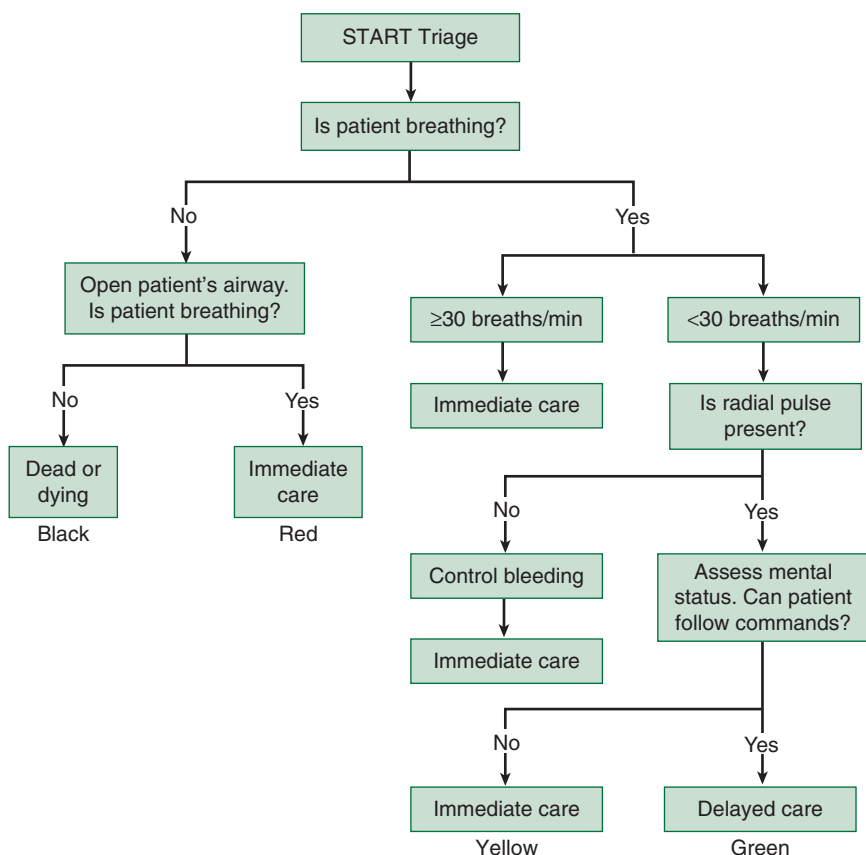 START Triage
Is patient breathing?
No
Yes
Open patient's airway.
Is patient breathing?
≥30 breaths/min
<30 breaths/min
No
Yes
Immediate care
Is radial pulse
present?
Dead or
dying
Immediate
care
Black
Red
No
Yes
Control bleeding
Assess mental
status. Can patient
follow commands?
Immediate care
No
Yes
Immediate care
Delayed care
Yellow
Green